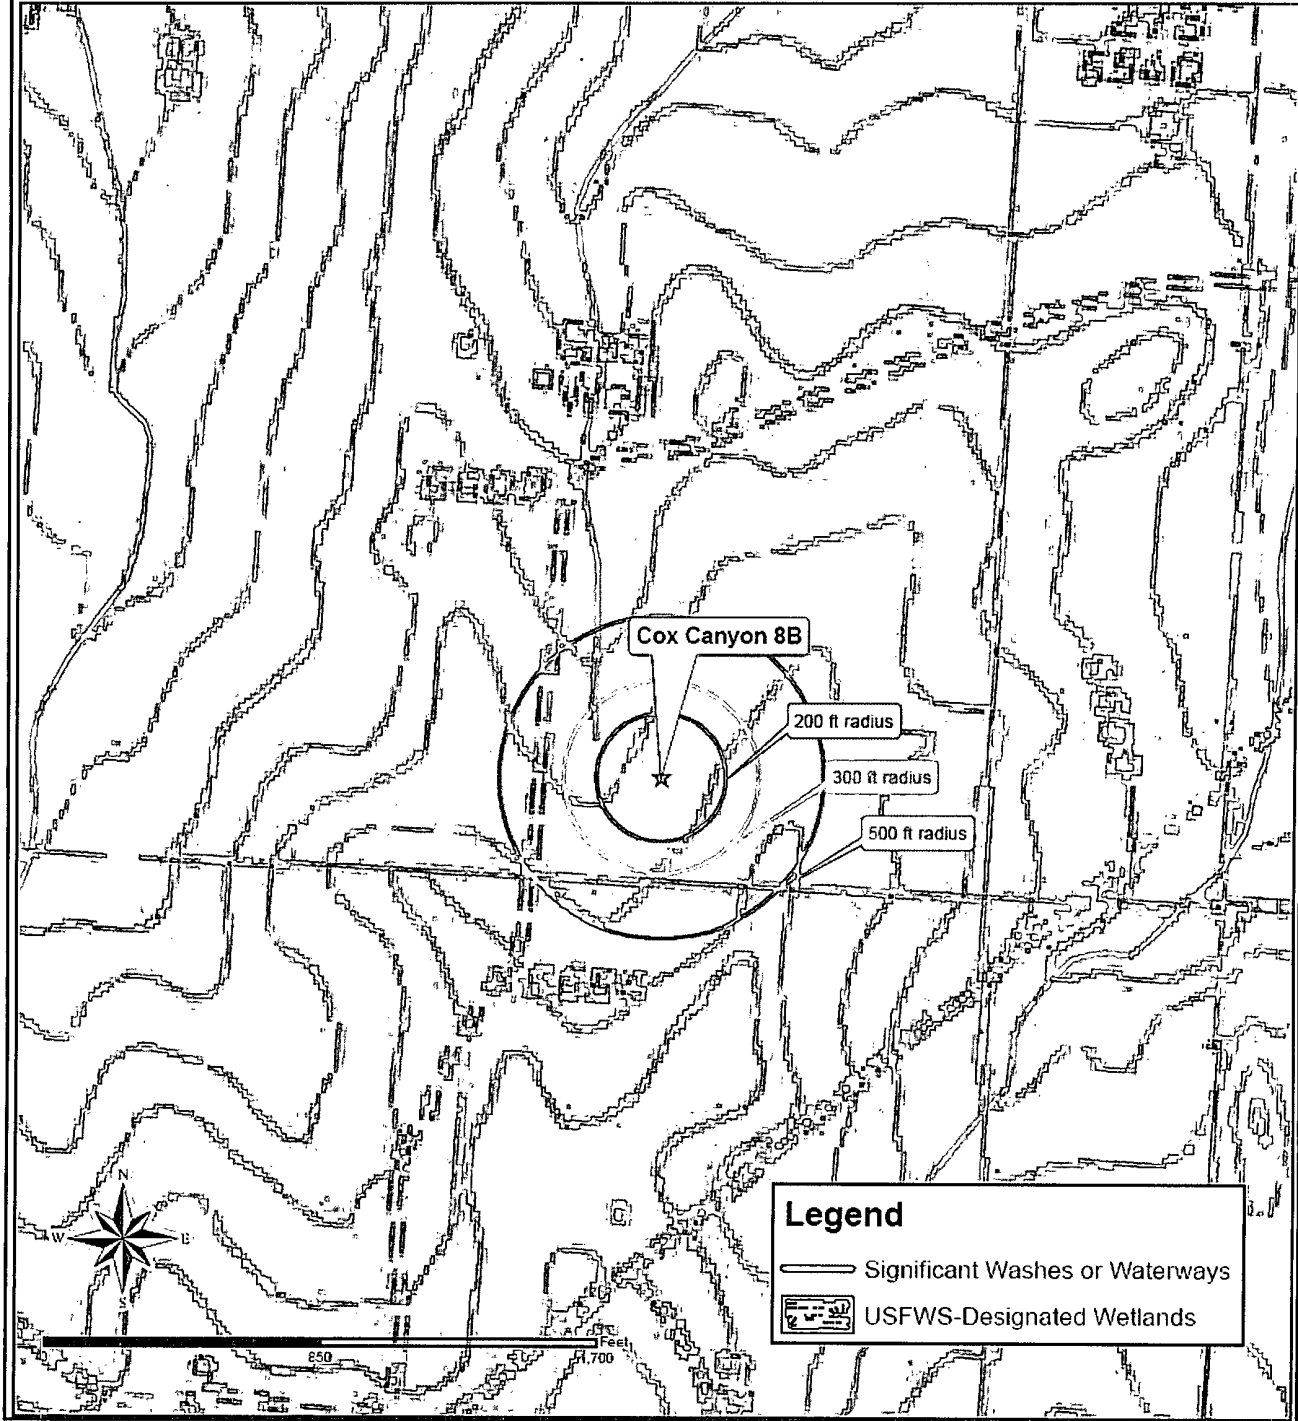 Cox Canyon 8B
200 ft radius
300 ft radius
500 ft radius
N
W
E
S
Legend
Significant Washes or Waterways
USFWS-Designated Wetlands
Feet
850
1,700